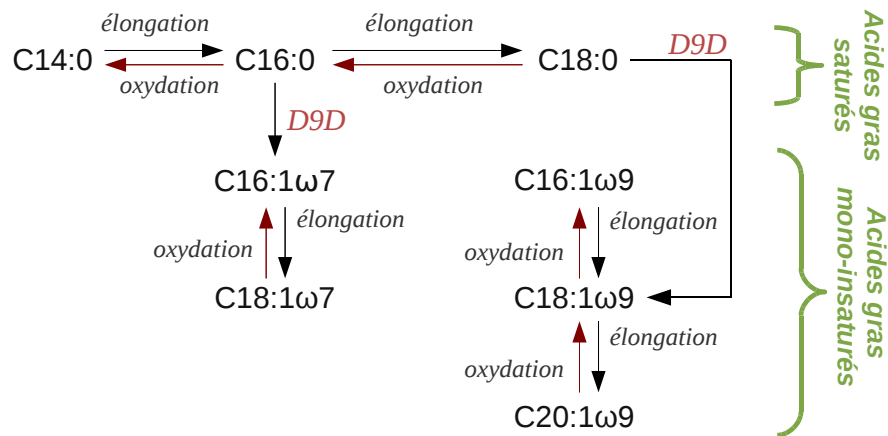 élongation élongation
C14:0 C16:0 C18:0 D9D
oxydation oxydation
D9D
Acides gras
saturés
C16:1ω7 C16:1ω9
élongation élongation
oxydation oxydation
C18:1ω7 C18:1ω9
élongation
oxydation
C20:1ω9
Acides gras
mono-insaturés